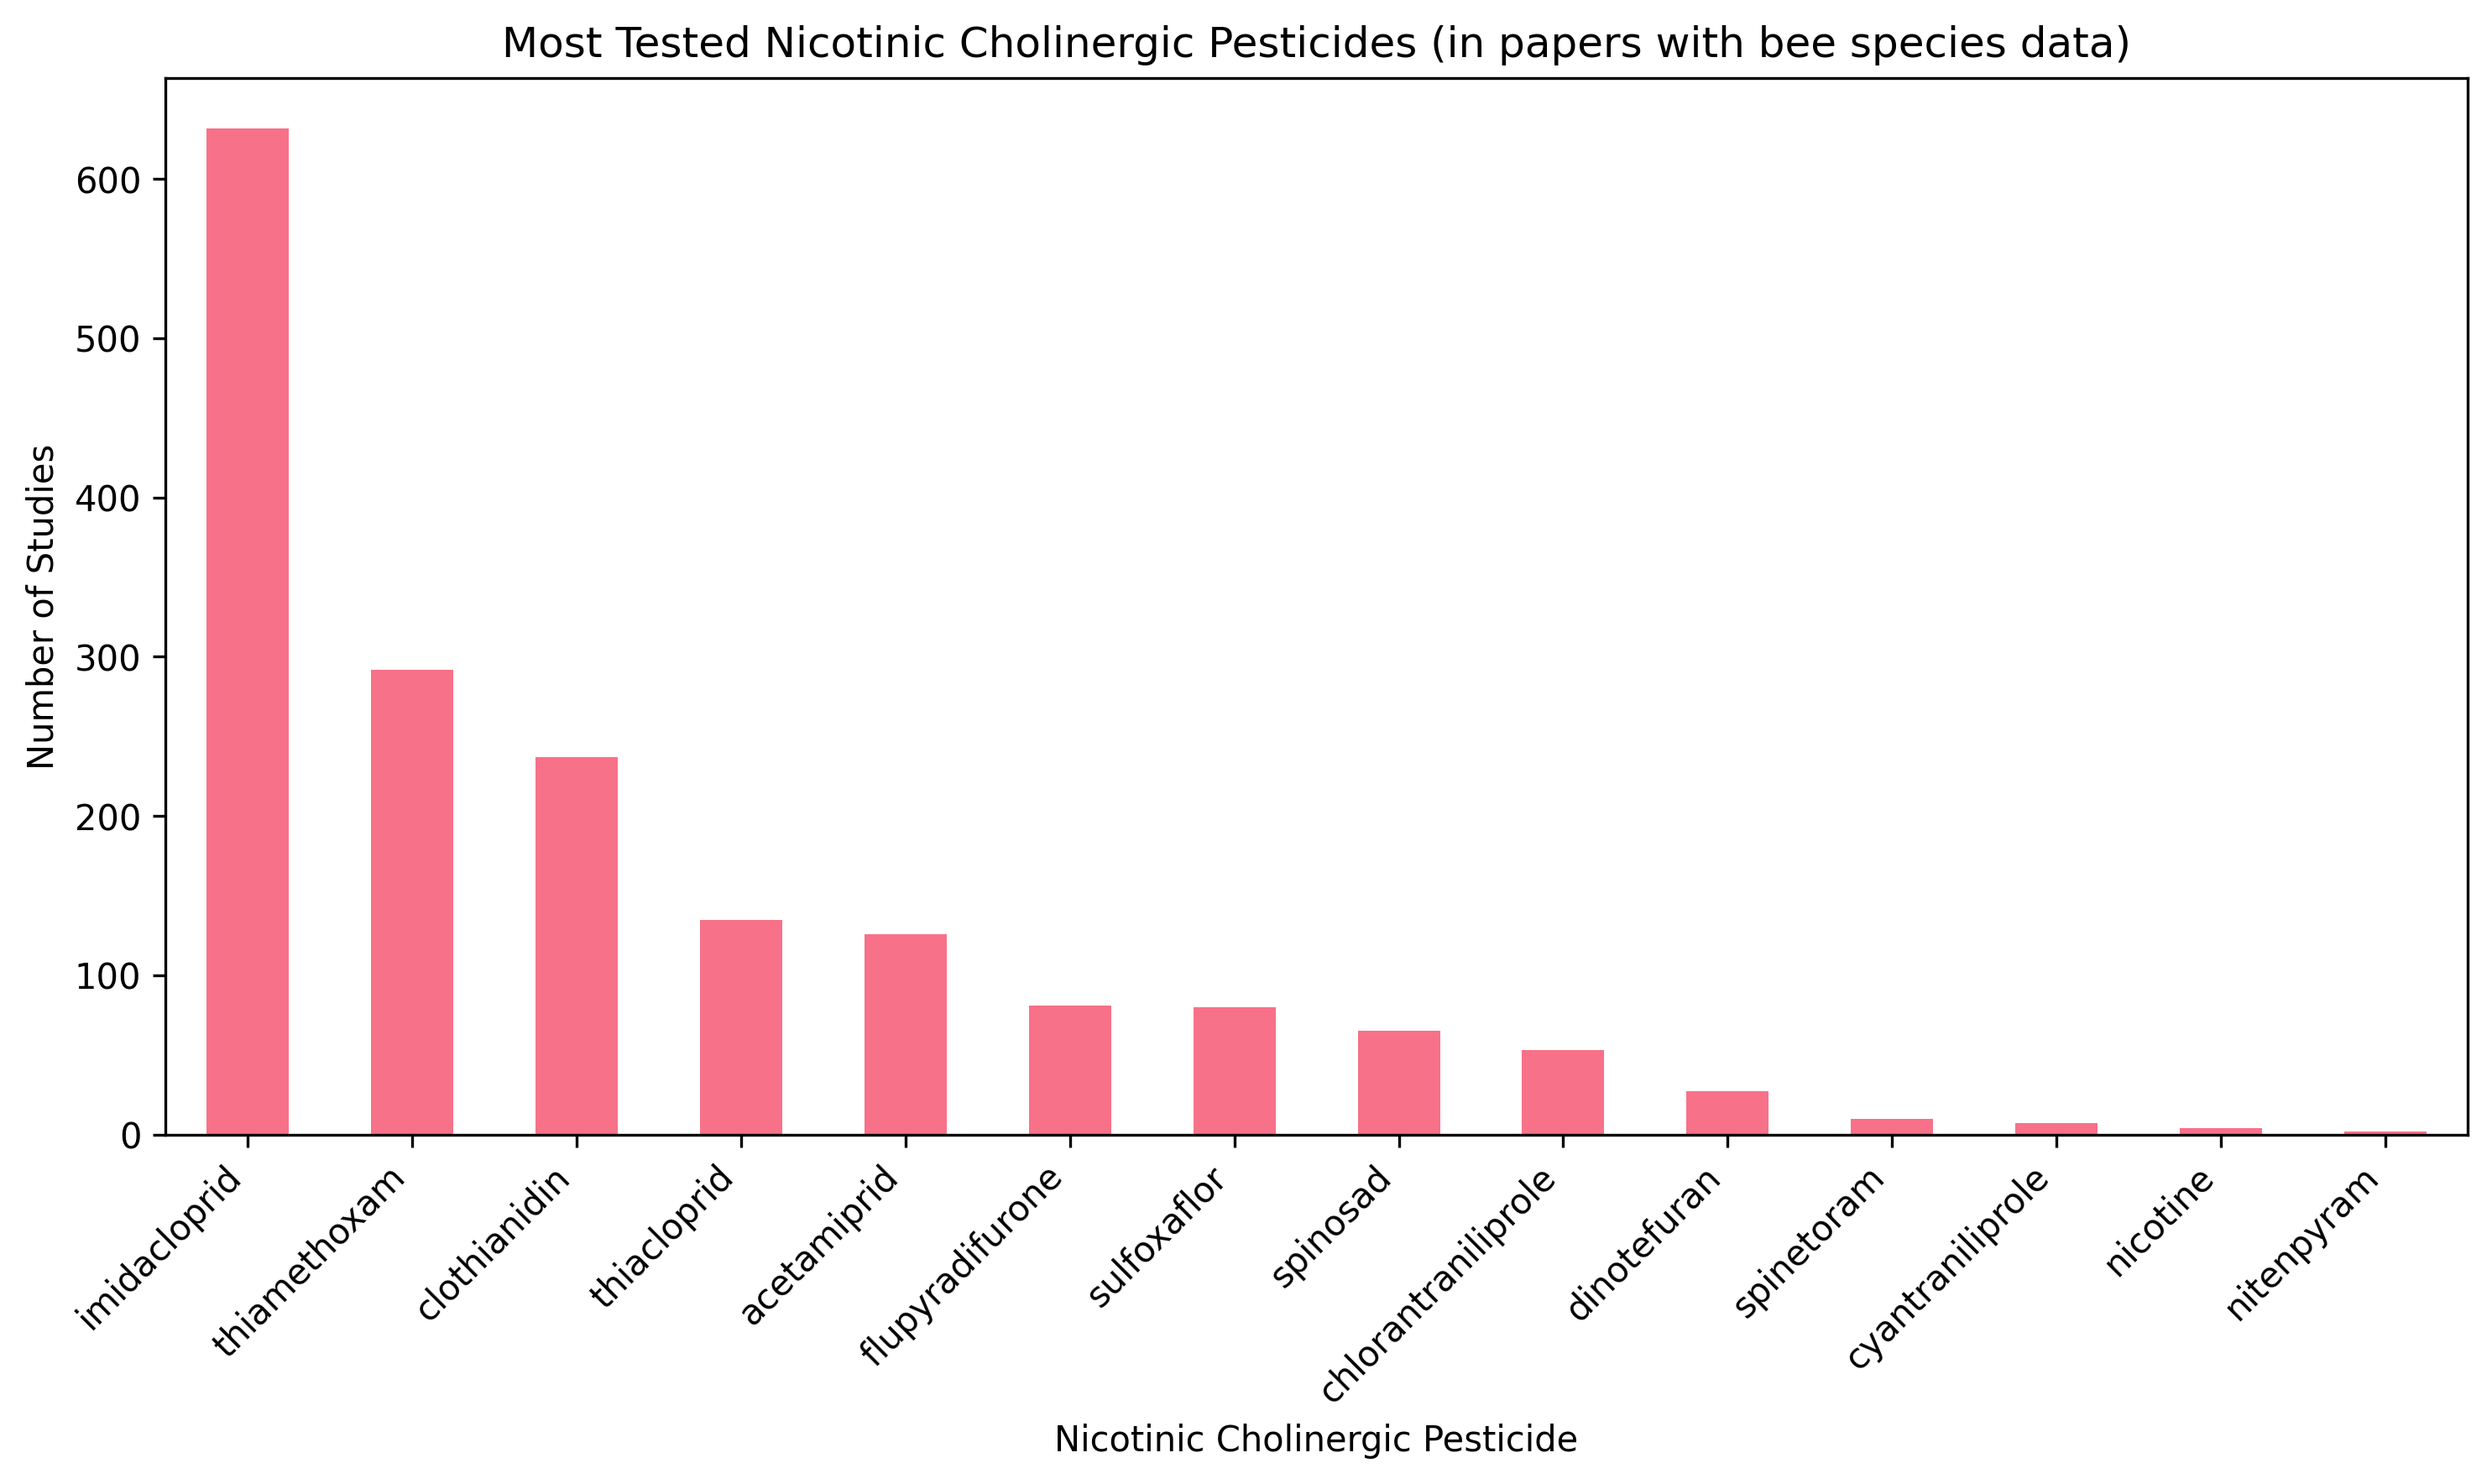 Most Tested Nicotinic Cholinergic Pesticides (in papers with bee species data)
Number of Studies
600
500
400
300
200
100
0
imidacloprid
thiamethoxam
clothianidin
thiacloprid
acetamiprid
flupyradifurone
sulfoxaflor
spinosad
chlorantraniliprole
dinotefuran
spinetoram
cyantraniliprole
nicotine
nitenpyram
Nicotinic Cholinergic Pesticide